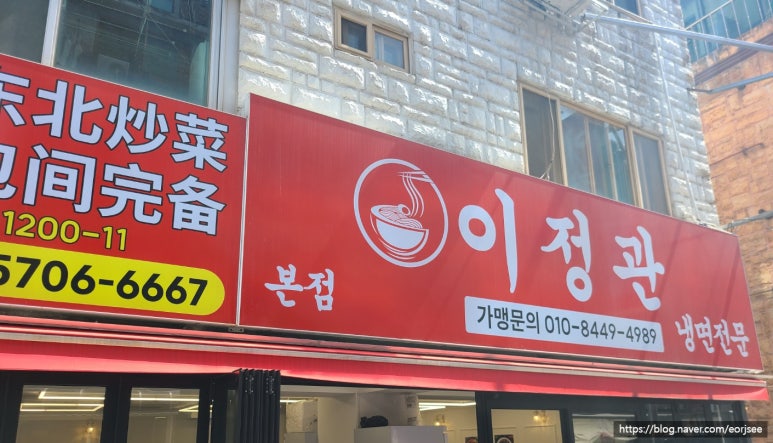 东北炒菜
包间完备
1200-11
5706-6667
이정관
본점
가맹문의 010-8449-4989
냉면전문
https://blog.naver.com/eorjsee